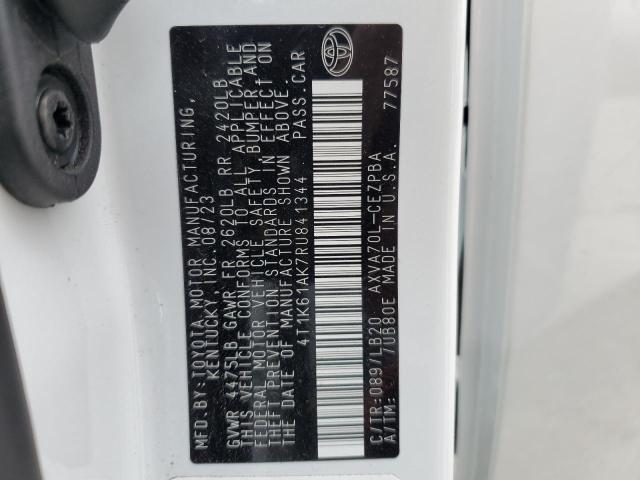 MFD.BY:TOYOTA MOTOR MANUFACTURING,
KENTUCKY, INC. 08/23
GVWR 4475LB GAWR FR 2620LB RR 2420LB
THIS VEHICLE CONFORMS TO ALL APPLICABLE
FEDERAL MOTOR VEHICLE SAFETY,BUMPER,AND
THEFT PREVENTION STANDARDS IN EFFECT ON
THE DATE OF MANUFACTURE SHOWN ABOVE.
4T1K61AK7RU841344 PASS.CAR
C/TR:089/LB20 AXVA70L-CEZPBA
A/TM: /UB80E MADE IN U.S.A. 77587